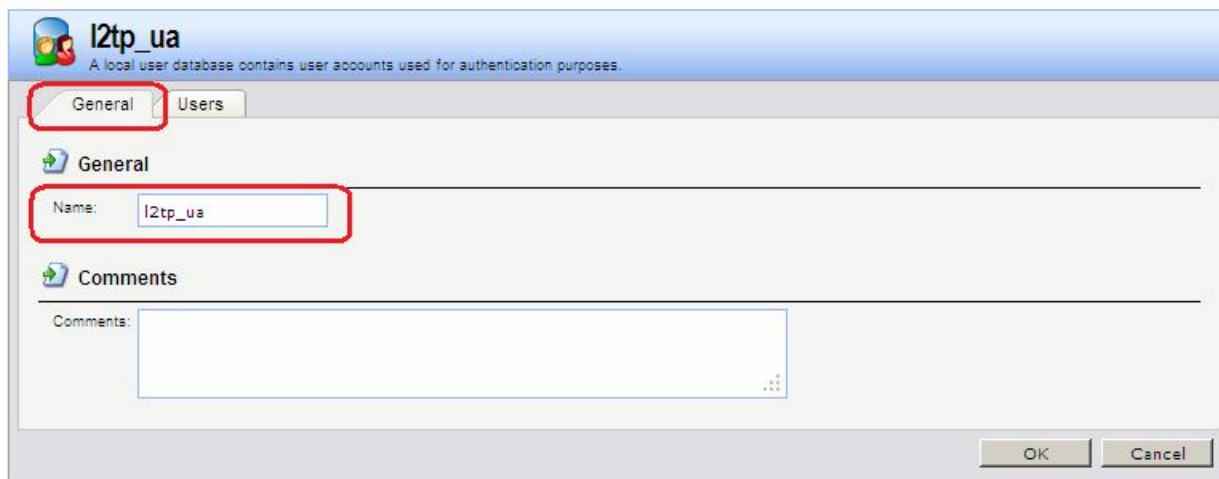 l2tp_ua
A local user database contains user accounts used for authentication purposes.
General Users
General
Name: l2tp_ua
Comments
Comments:
OK Cancel